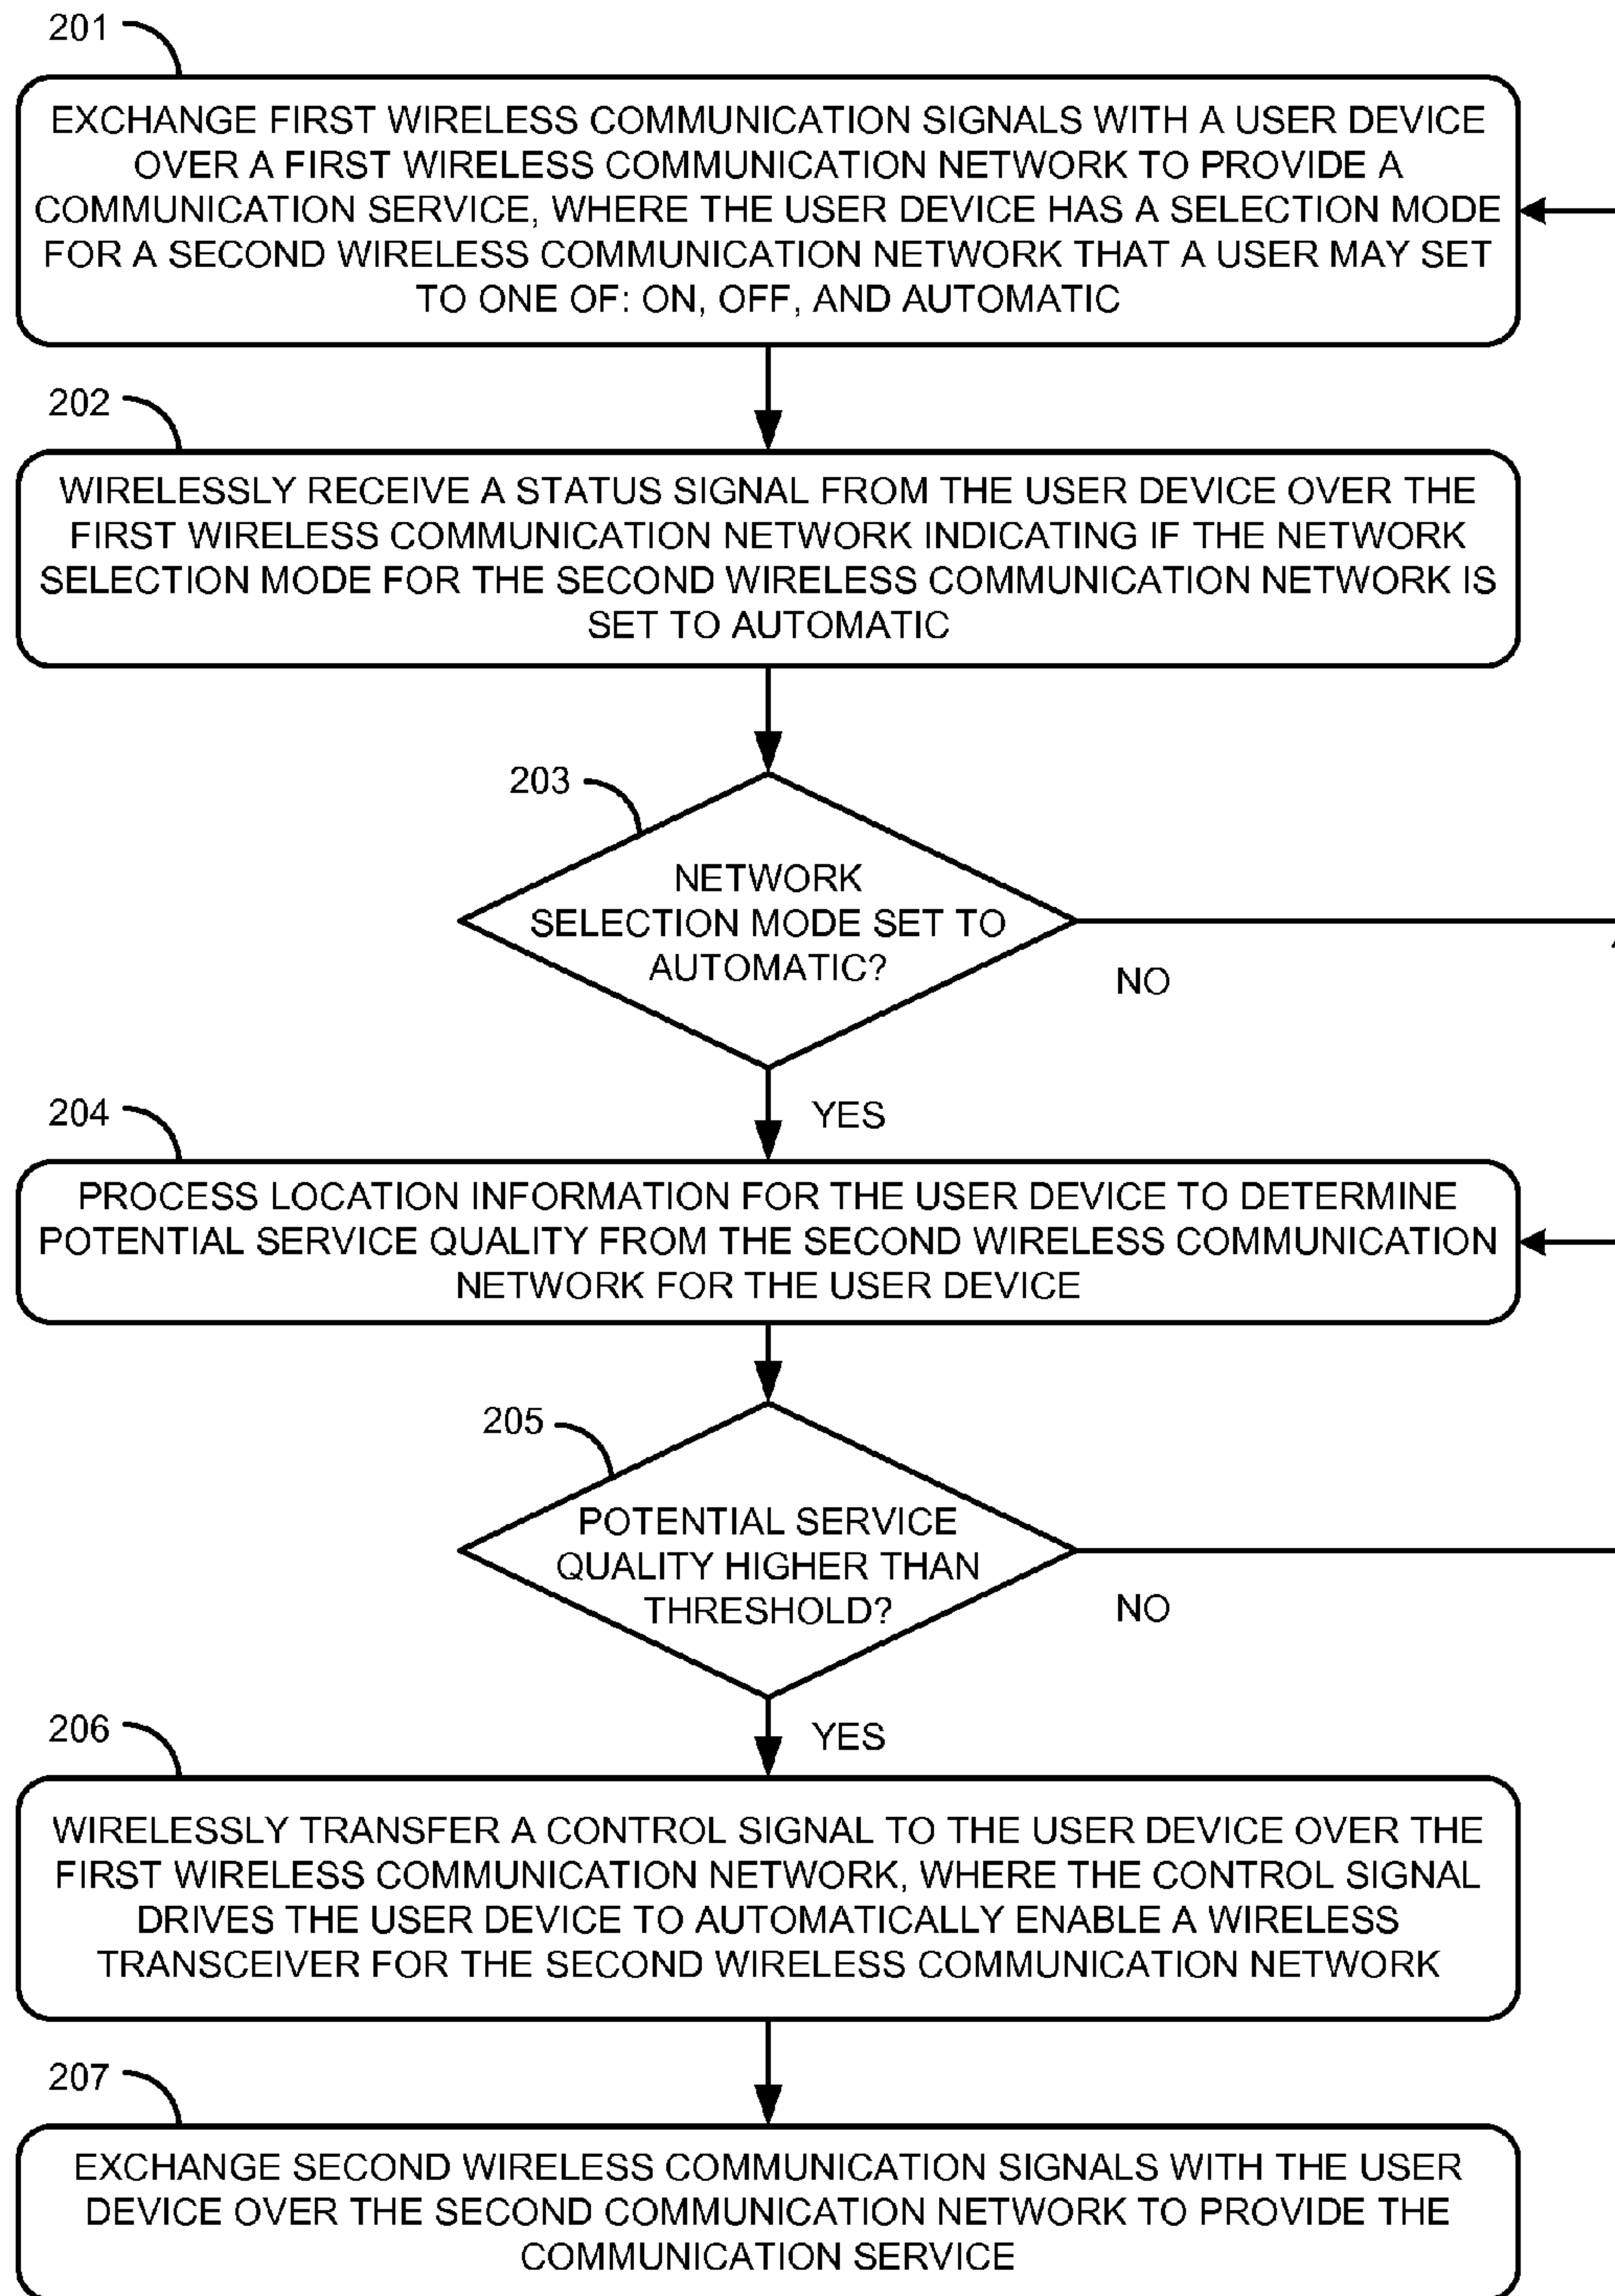 201
EXCHANGE FIRST WIRELESS COMMUNICATION SIGNALS WITH A USER DEVICE
OVER A FIRST WIRELESS COMMUNICATION NETWORK TO PROVIDE A
COMMUNICATION SERVICE, WHERE THE USER DEVICE HAS A SELECTION MODE
FOR A SECOND WIRELESS COMMUNICATION NETWORK THAT A USER MAY SET
TO ONE OF: ON, OFF, AND AUTOMATIC
202
WIRELESSLY RECEIVE A STATUS SIGNAL FROM THE USER DEVICE OVER THE
FIRST WIRELESS COMMUNICATION NETWORK INDICATING IF THE NETWORK
SELECTION MODE FOR THE SECOND WIRELESS COMMUNICATION NETWORK IS
SET TO AUTOMATIC
203
NETWORK
SELECTION MODE SET TO
AUTOMATIC?
NO
YES
204
PROCESS LOCATION INFORMATION FOR THE USER DEVICE TO DETERMINE
POTENTIAL SERVICE QUALITY FROM THE SECOND WIRELESS COMMUNICATION
NETWORK FOR THE USER DEVICE
205
POTENTIAL SERVICE
QUALITY HIGHER THAN
THRESHOLD?
NO
YES
206
WIRELESSLY TRANSFER A CONTROL SIGNAL TO THE USER DEVICE OVER THE
FIRST WIRELESS COMMUNICATION NETWORK, WHERE THE CONTROL SIGNAL
DRIVES THE USER DEVICE TO AUTOMATICALLY ENABLE A WIRELESS
TRANSCEIVER FOR THE SECOND WIRELESS COMMUNICATION NETWORK
207
EXCHANGE SECOND WIRELESS COMMUNICATION SIGNALS WITH THE USER
DEVICE OVER THE SECOND COMMUNICATION NETWORK TO PROVIDE THE
COMMUNICATION SERVICE